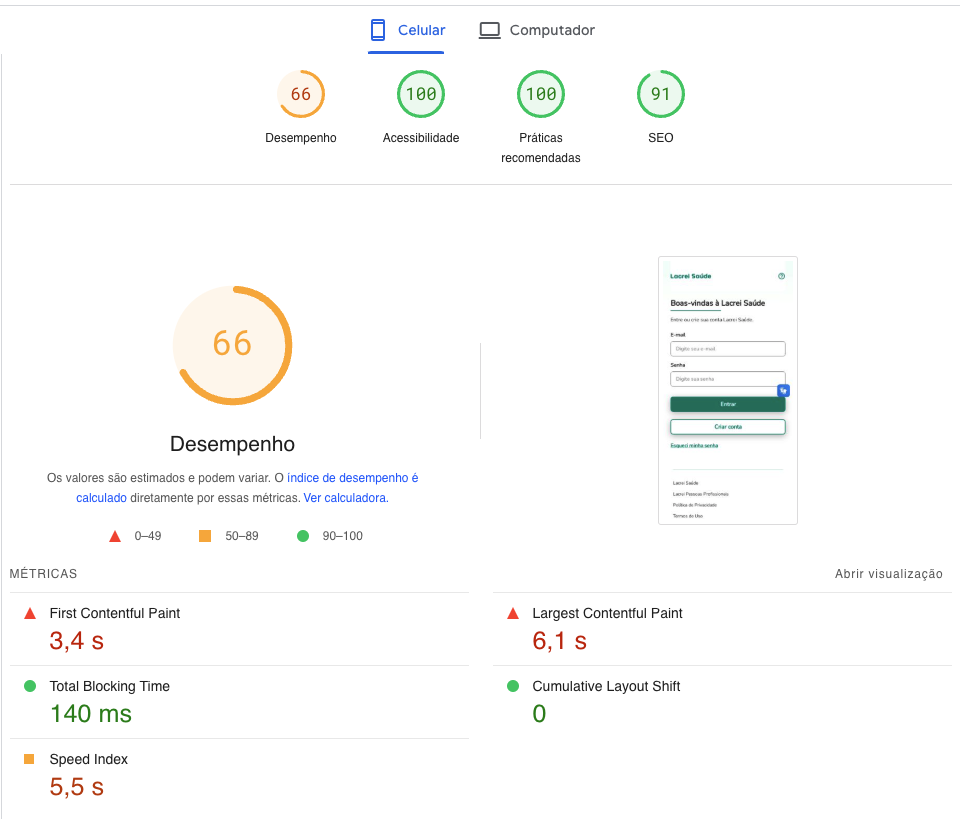 Celular
Computador
66
100
100
91
Desempenho
Acessibilidade
Práticas
recomendadas
SEO
66
Desempenho
Os valores são estimados e podem variar. O índice de desempenho é
calculado diretamente por essas métricas. Ver calculadora.
0–49
50–89
90–100
Lacrei Saúde
Boas-vindas à Lacrei Saúde
Entre ou crie sua conta Lacrei Saúde.
E-mail
Digite seu e-mail
Senha
Digite sua senha
Entrar
Criar conta
Esqueci minha senha
Lacrei Saúde
Lacrei Pessoas Profissionais
Política de Privacidade
Termos de Uso
MÉTRICAS
Abrir visualização
First Contentful Paint
3,4 s
Largest Contentful Paint
6,1 s
Total Blocking Time
140 ms
Cumulative Layout Shift
0
Speed Index
5,5 s